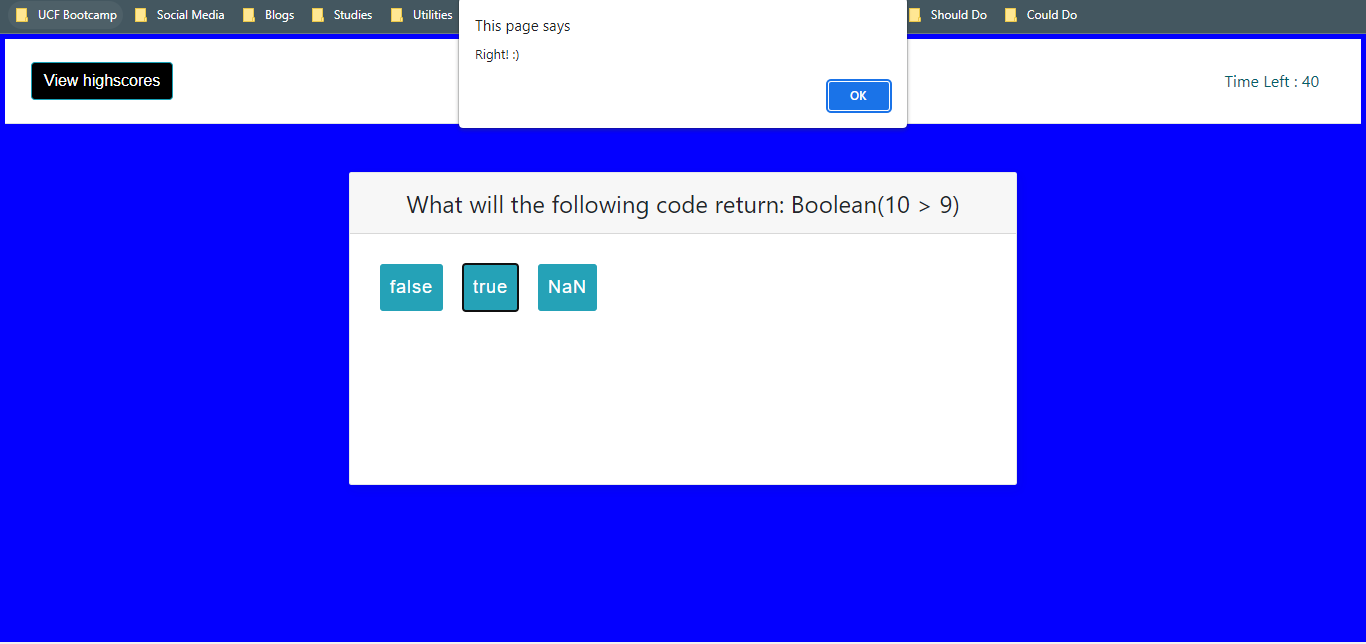 UCF Bootcamp Social Media Blogs Studies Utilities Should Do Could Do
This page says
Right! :)
OK
View highscores
Time Left : 40
What will the following code return: Boolean(10 > 9)
false true NaN